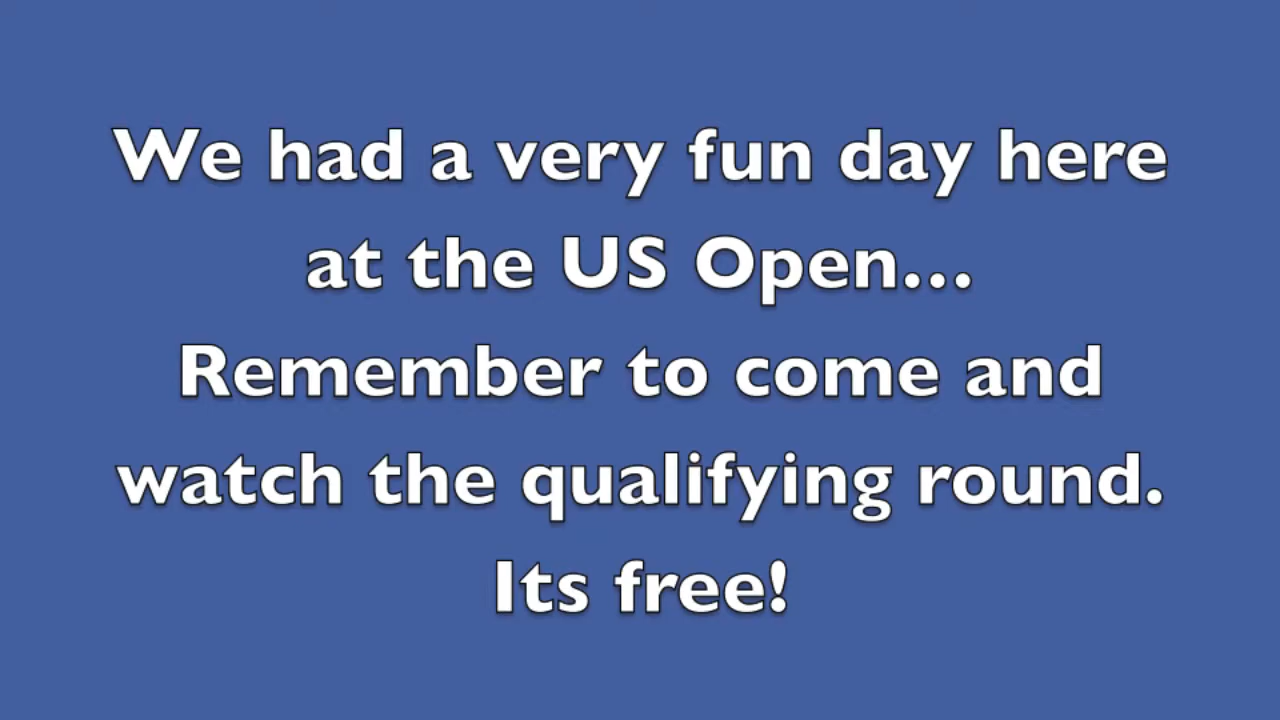 We had a very fun day here
at the US Open...
Remember to come and
watch the qualifying round.
Its free!